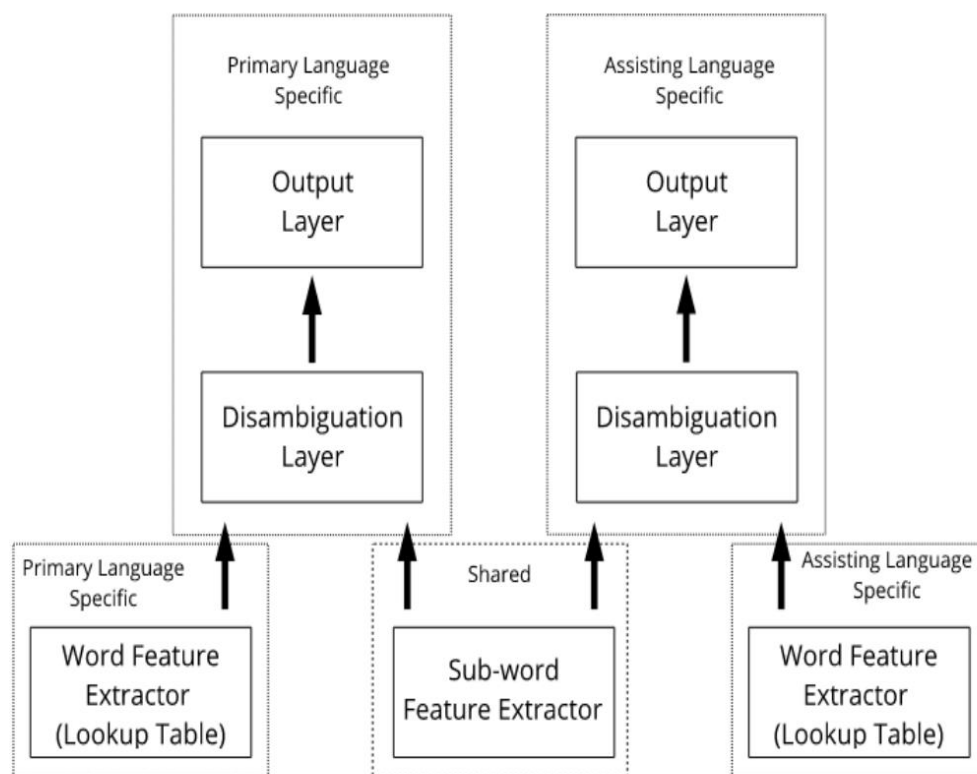 Primary Language
Specific
Output
Layer
Disambiguation
Layer
Assisting Language
Specific
Output
Layer
Disambiguation
Layer
Primary Language
Specific
Word Feature
Extractor
(Lookup Table)
Shared
Sub-word
Feature Extractor
Assisting Language
Specific
Word Feature
Extractor
(Lookup Table)